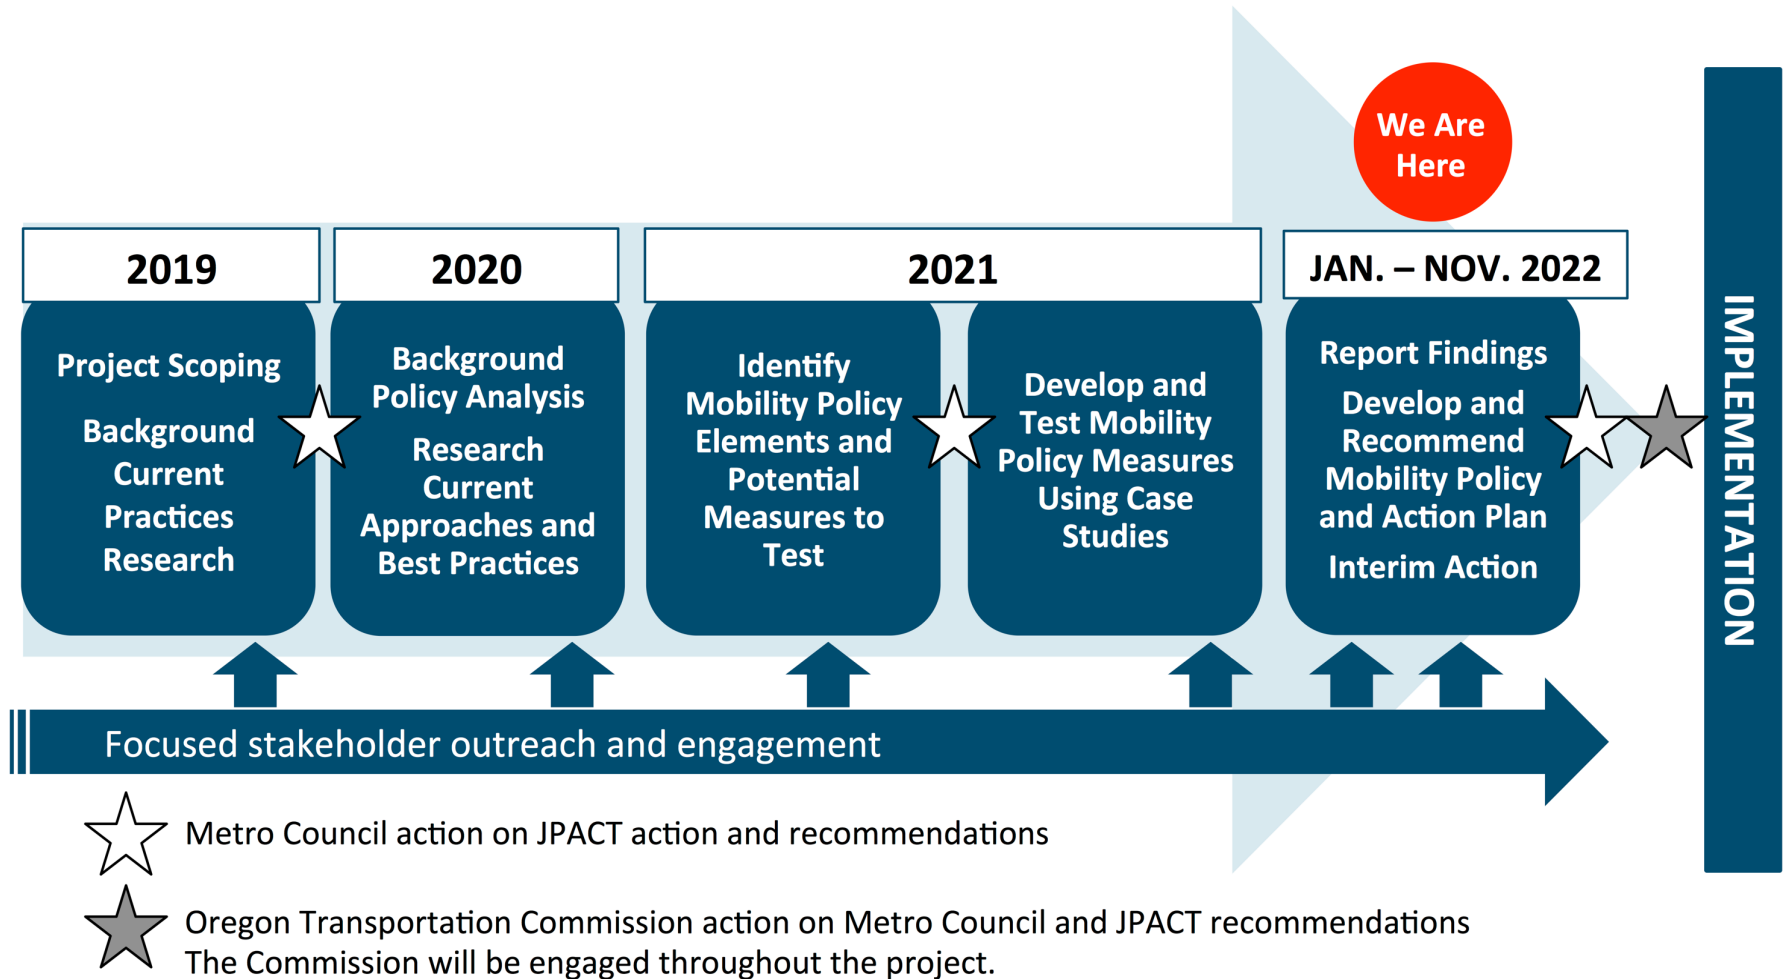 We Are
Here
2019
2020
2021
JAN. – NOV. 2022
Project Scoping
Background
Current
Practices
Research
Background
Policy Analysis
Research
Current
Approaches and
Best Practices
Identify
Mobility Policy
Elements and
Potential
Measures to
Test
Develop and
Test Mobility
Policy Measures
Using Case
Studies
Report Findings
Develop and
Recommend
Mobility Policy
and Action Plan
Interim Action
IMPLEMENTATION
Focused stakeholder outreach and engagement
Metro Council action on JPACT action and recommendations
Oregon Transportation Commission action on Metro Council and JPACT recommendations
The Commission will be engaged throughout the project.